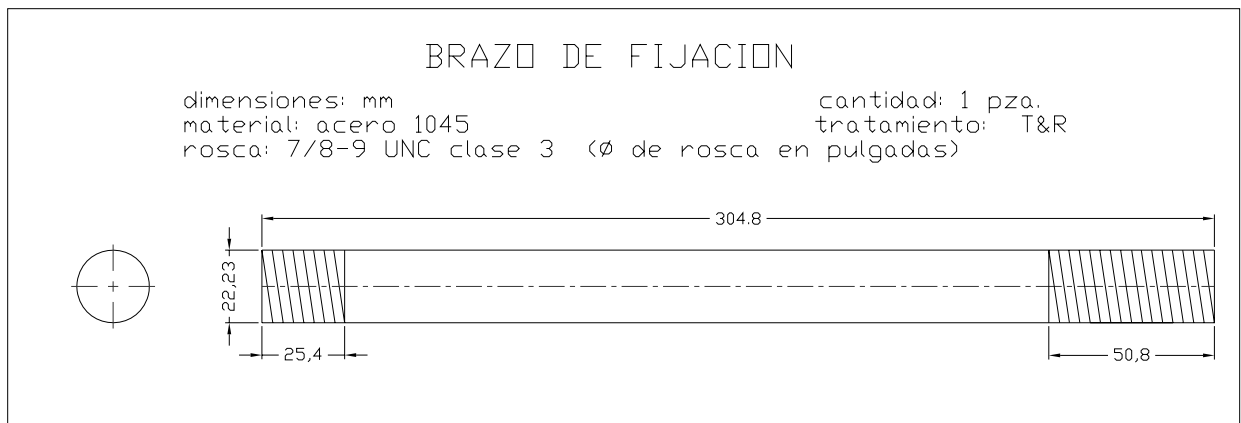 BRAZO DE FIJACION
dimensiones: mm
cantidad: 1 pza.
material: acero 1045
tratamiento: T&R
rosca: 7/8-9 UNC clase 3 (Ø de rosca en pulgadas)
304.8
22,23
25,4
50,8